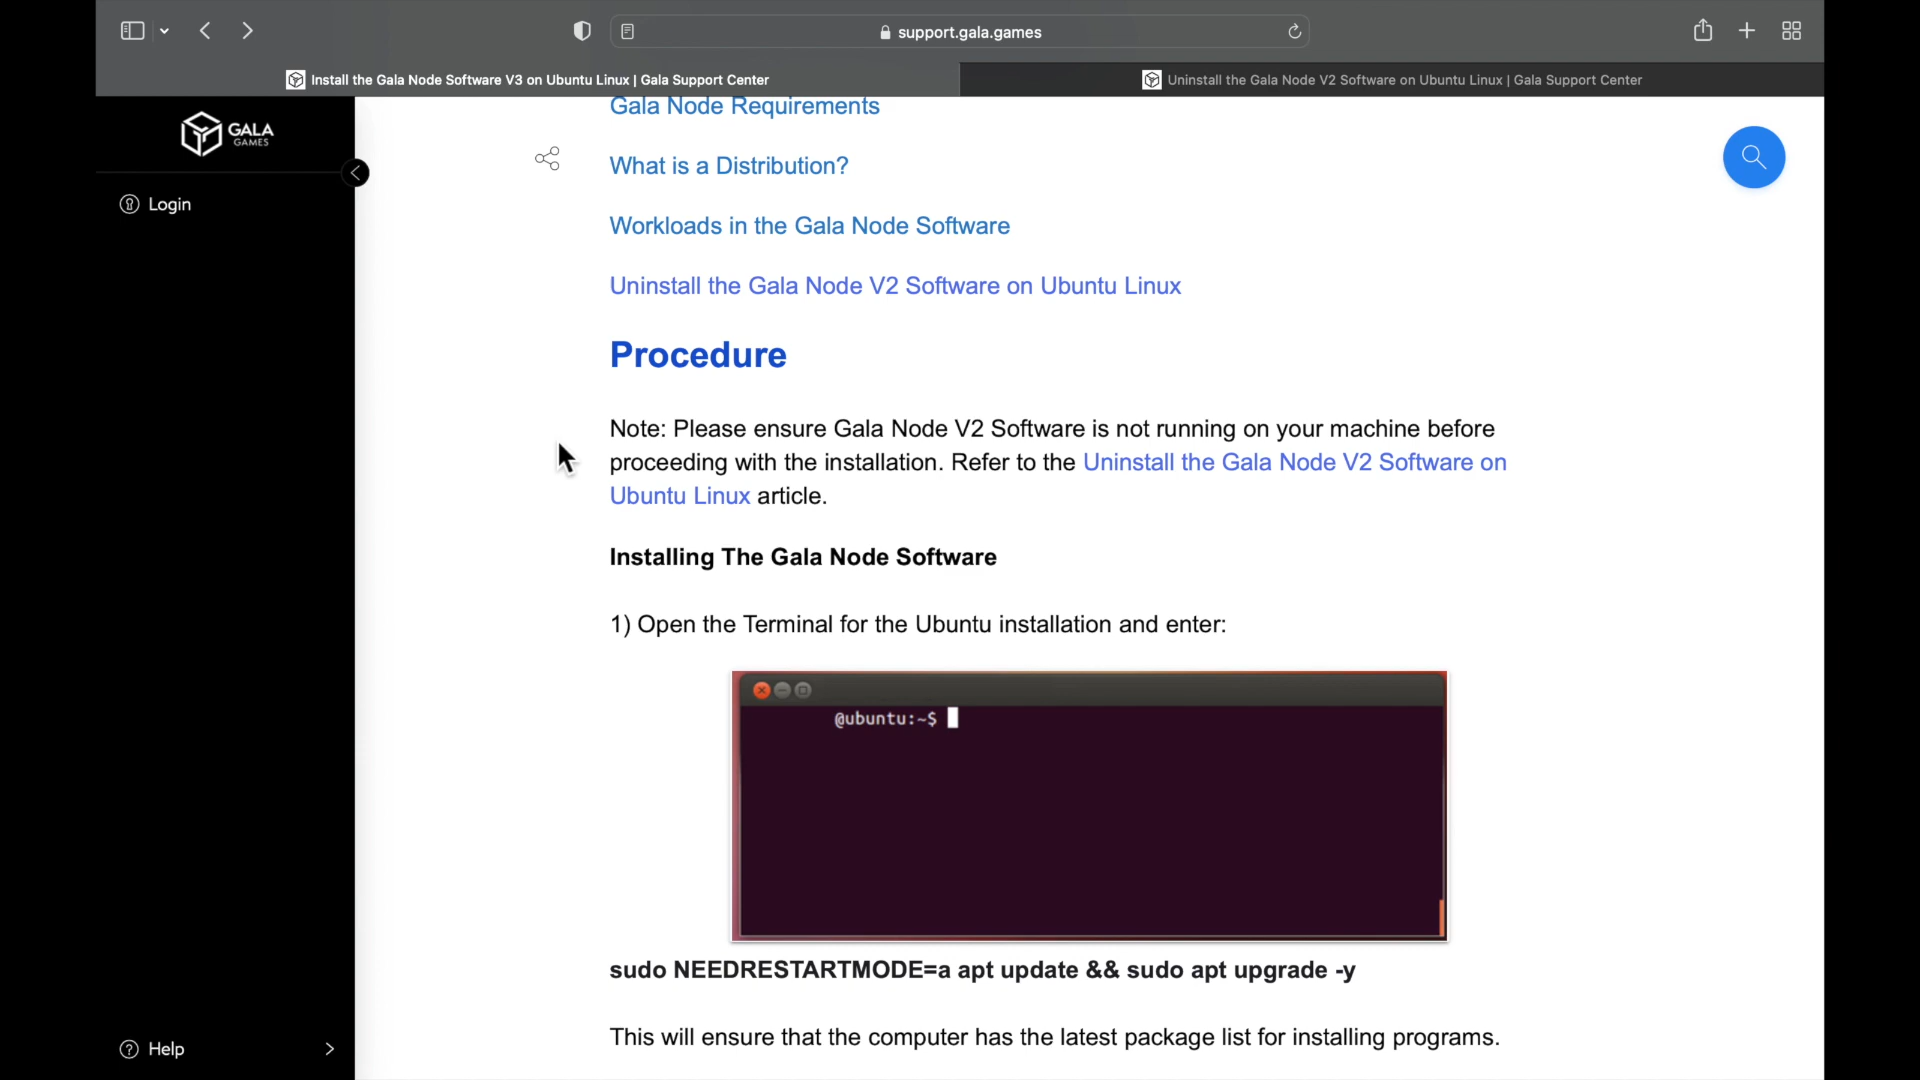 support.gala.games
Install the Gala Node Software V3 on Ubuntu Linux | Gala Support Center
Uninstall the Gala Node V2 Software on Ubuntu Linux | Gala Support Center
GALA
GAMES
Login
Gala Node Requirements
What is a Distribution?
Workloads in the Gala Node Software
Uninstall the Gala Node V2 Software on Ubuntu Linux
Procedure
Note: Please ensure Gala Node V2 Software is not running on your machine before
proceeding with the installation. Refer to the Uninstall the Gala Node V2 Software on
Ubuntu Linux article.
Installing The Gala Node Software
1) Open the Terminal for the Ubuntu installation and enter:
@ubuntu:~$
sudo NEEDRESTARTMODE=a apt update && sudo apt upgrade -y
This will ensure that the computer has the latest package list for installing programs.
Help